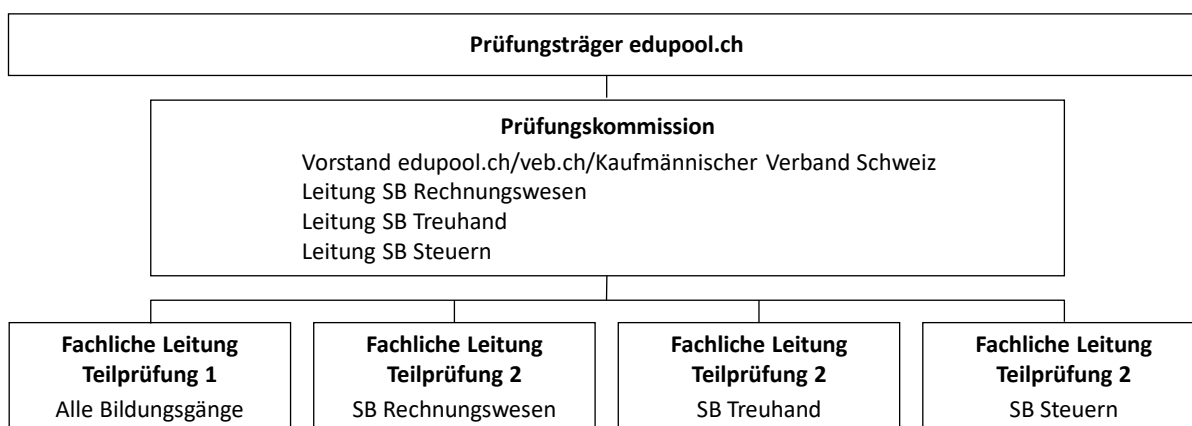 Prüfungsträger edupool.ch
Prüfungskommission
Vorstand edupool.ch/veb.ch/Kaufmännischer Verband Schweiz
Leitung SB Rechnungswesen
Leitung SB Treuhand
Leitung SB Steuern
Fachliche Leitung
Teilprüfung 1
Alle Bildungsgänge
Fachliche Leitung
Teilprüfung 2
SB Rechnungswesen
Fachliche Leitung
Teilprüfung 2
SB Treuhand
Fachliche Leitung
Teilprüfung 2
SB Steuern